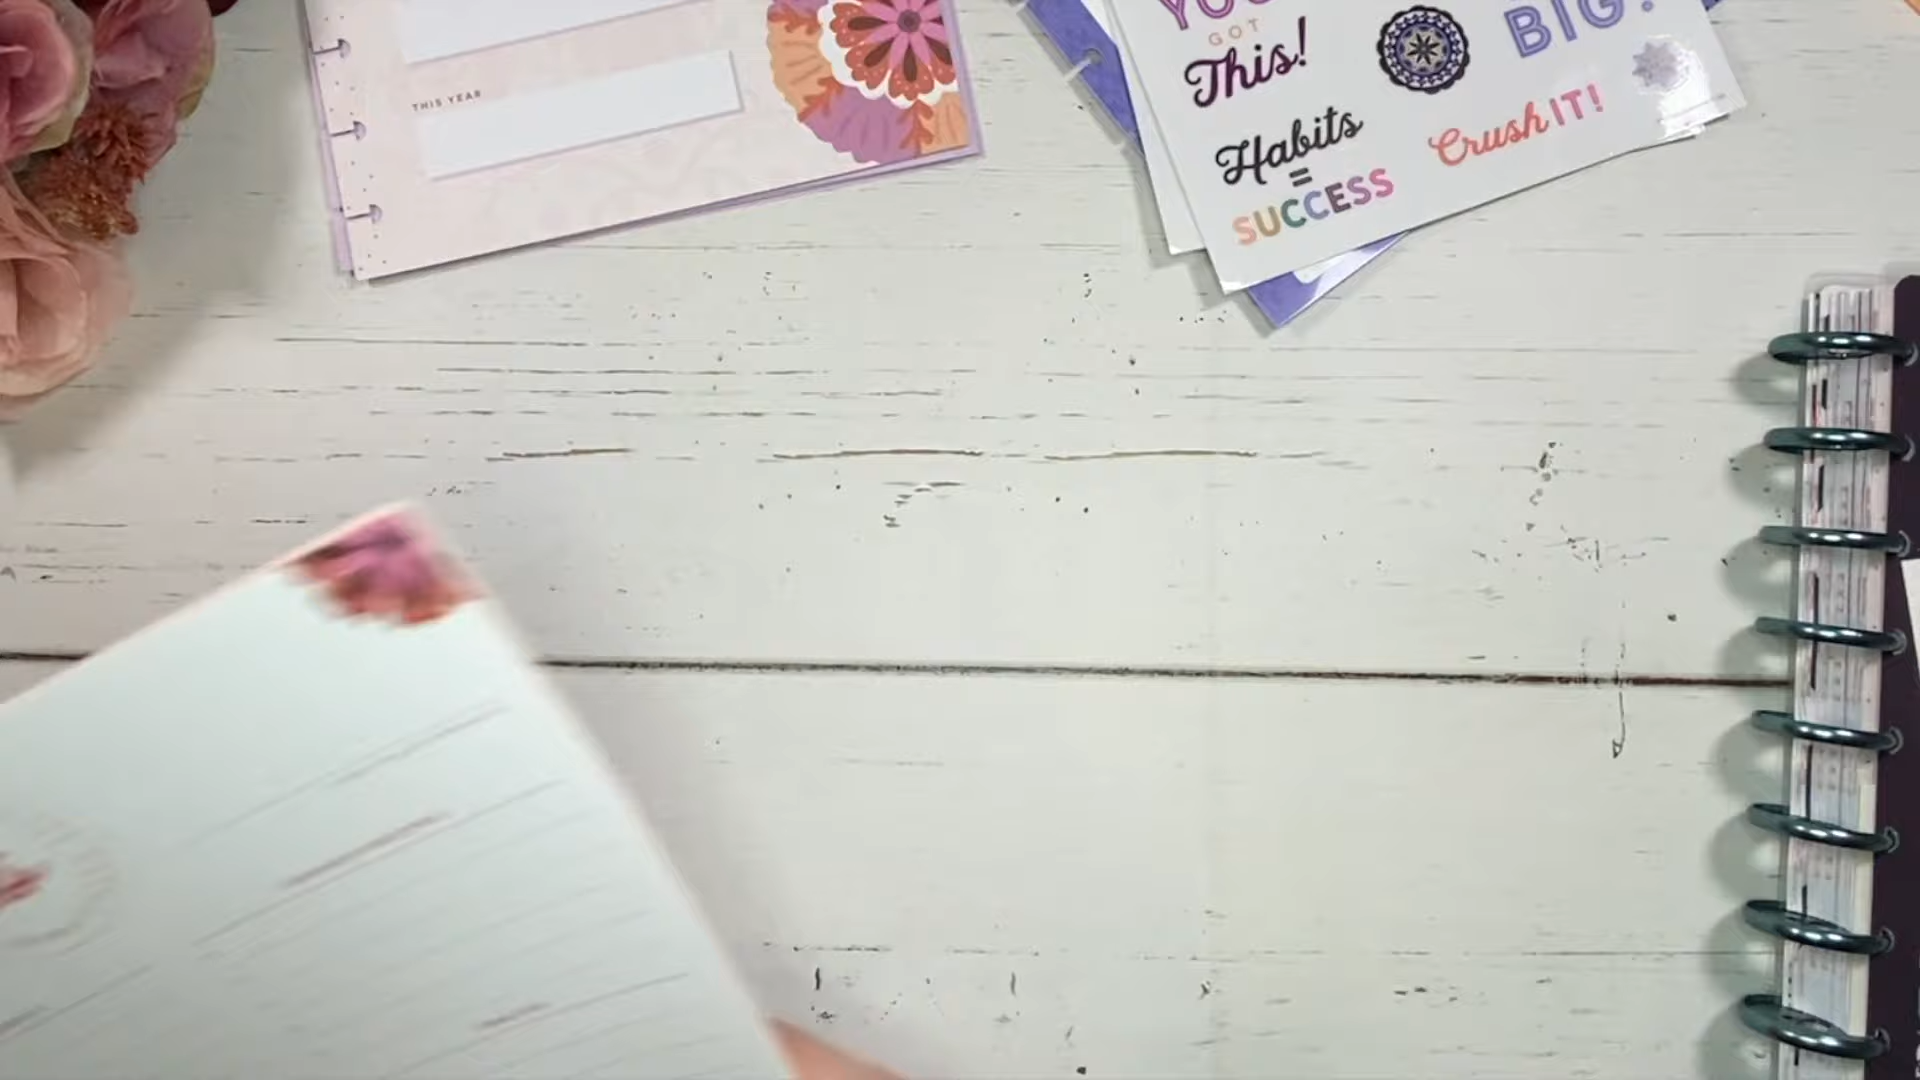 THIS YEAR
GOT
This!
BIG
Habits
=
SUCCESS
Crush IT!